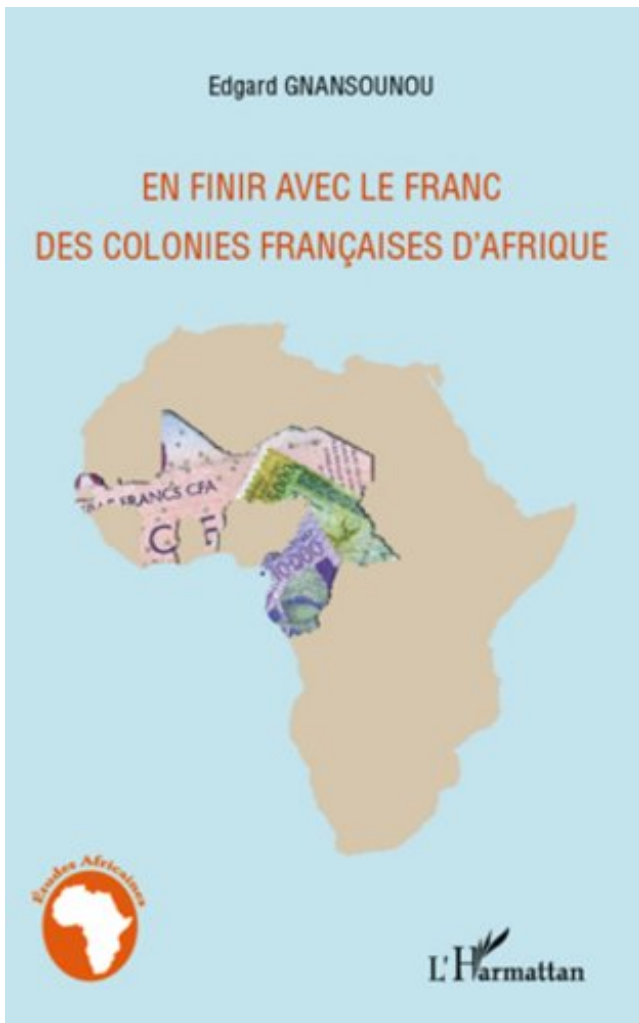 Edgard GNANSOUNOU
EN FINIR AVEC LE FRANC
DES COLONIES FRANÇAISES D'AFRIQUE
FRANCS CFA
10000
Études Africaines
L'Harmattan